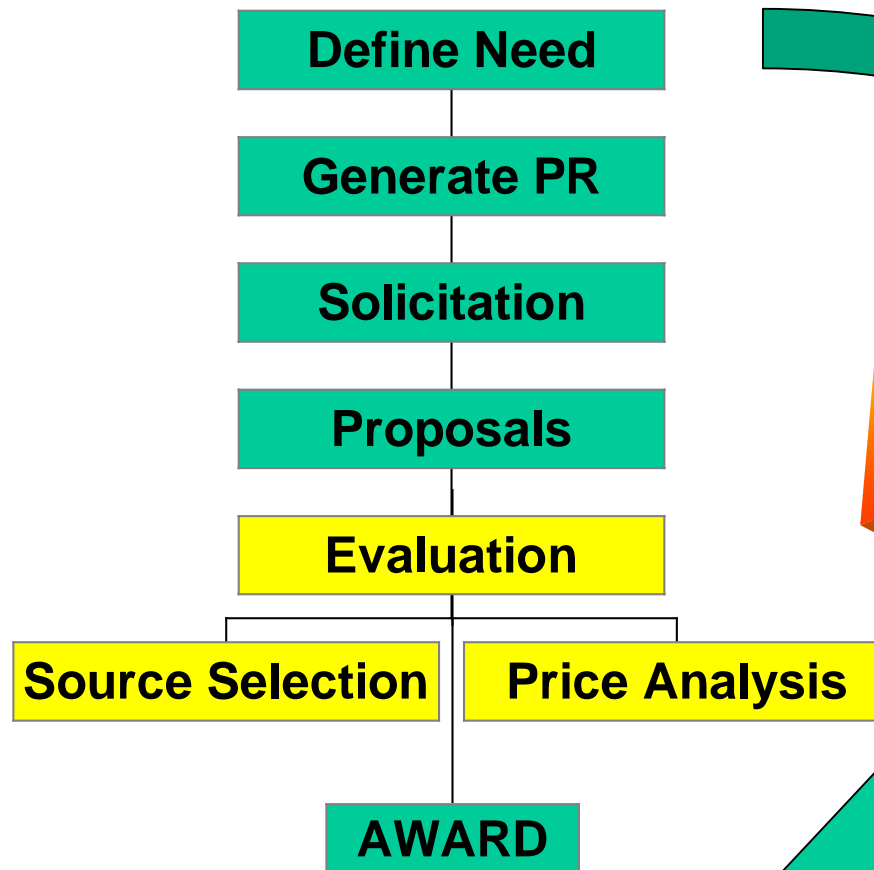 Define Need
Generate PR
Solicitation
Proposals
Evaluation
Source Selection
Price Analysis
AWARD